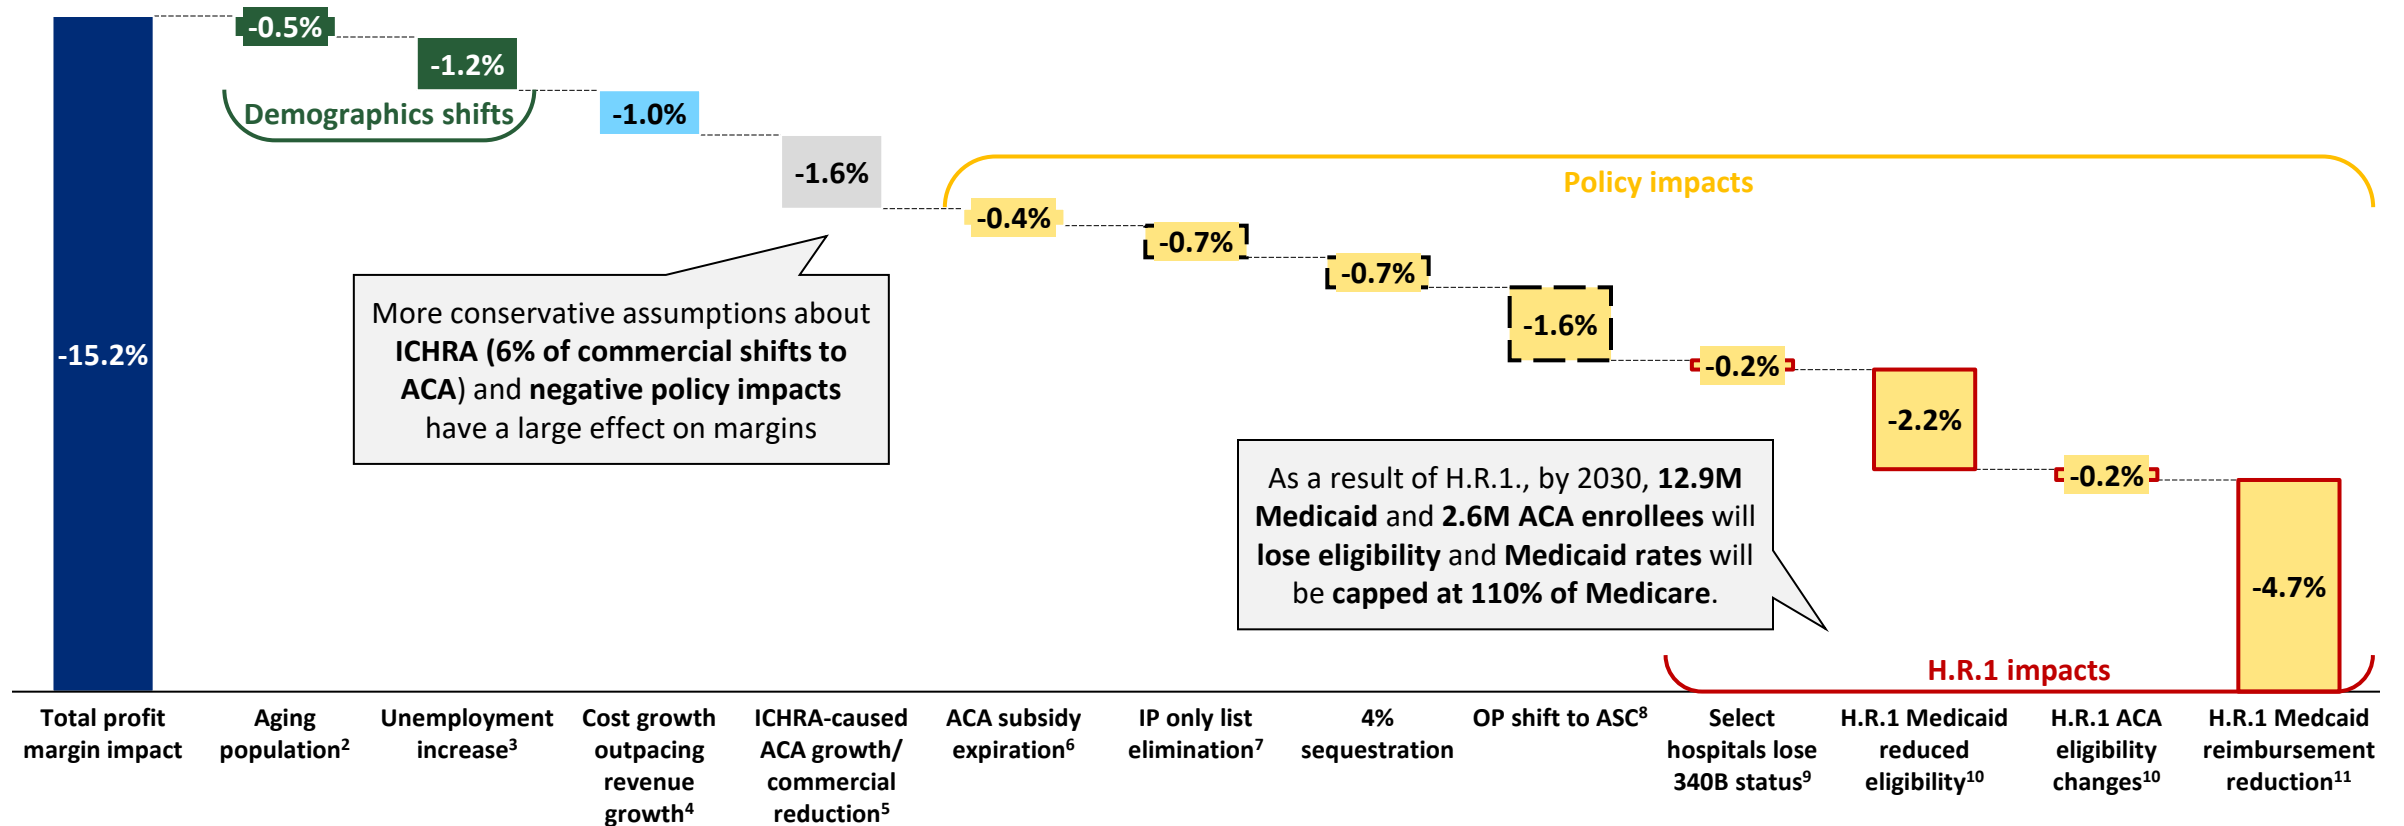 -15.2%
-0.5%
-1.2%
Demographics shifts
-1.0%
-1.6%
Policy impacts
-0.4%
-0.7%
-0.7%
-1.6%
-0.2%
-2.2%
-0.2%
-4.7%
More conservative assumptions about
ICHRA (6% of commercial shifts to
ACA) and negative policy impacts
have a large effect on margins
As a result of H.R.1., by 2030, 12.9M
Medicaid and 2.6M ACA enrollees will
lose eligibility and Medicaid rates will
be capped at 110% of Medicare.
H.R.1 impacts
Total profit
margin impact
Aging
population²
Unemployment
increase³
Cost growth
outpacing
revenue
growth⁴
ICHRA-caused
ACA growth/
commercial
reduction⁵
ACA subsidy
expiration⁶
IP only list
elimination⁷
4%
sequestration
OP shift to ASC⁸
Select
hospitals lose
340B status⁹
H.R.1 Medicaid
reduced
eligibility¹⁰
H.R.1 ACA
eligibility
changes¹⁰
H.R.1 Medcaid
reimbursement
reduction¹¹